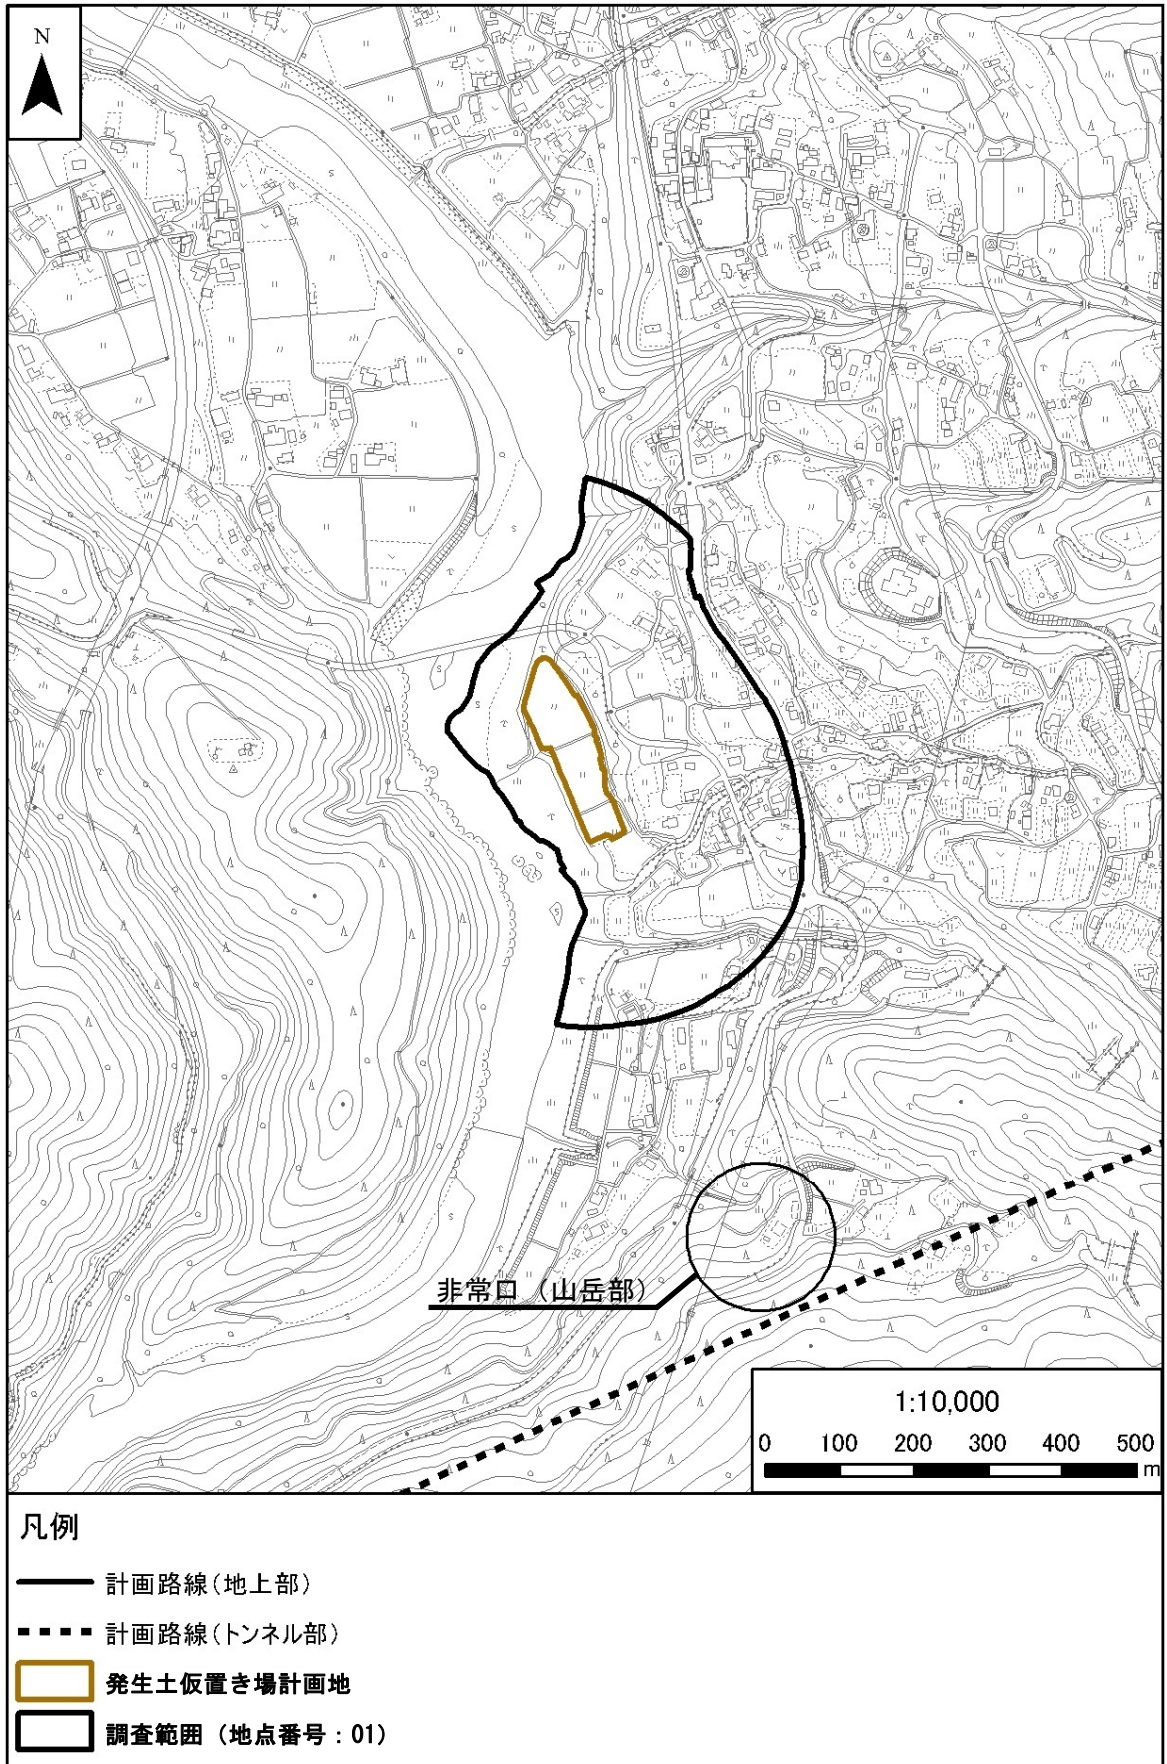 N
非常口（山岳部）
1:10,000
0 100 200 300 400 500
m
凡例
計画路線（地上部）
計画路線（トンネル部）
発生土仮置き場計画地
調査範囲（地点番号：01）